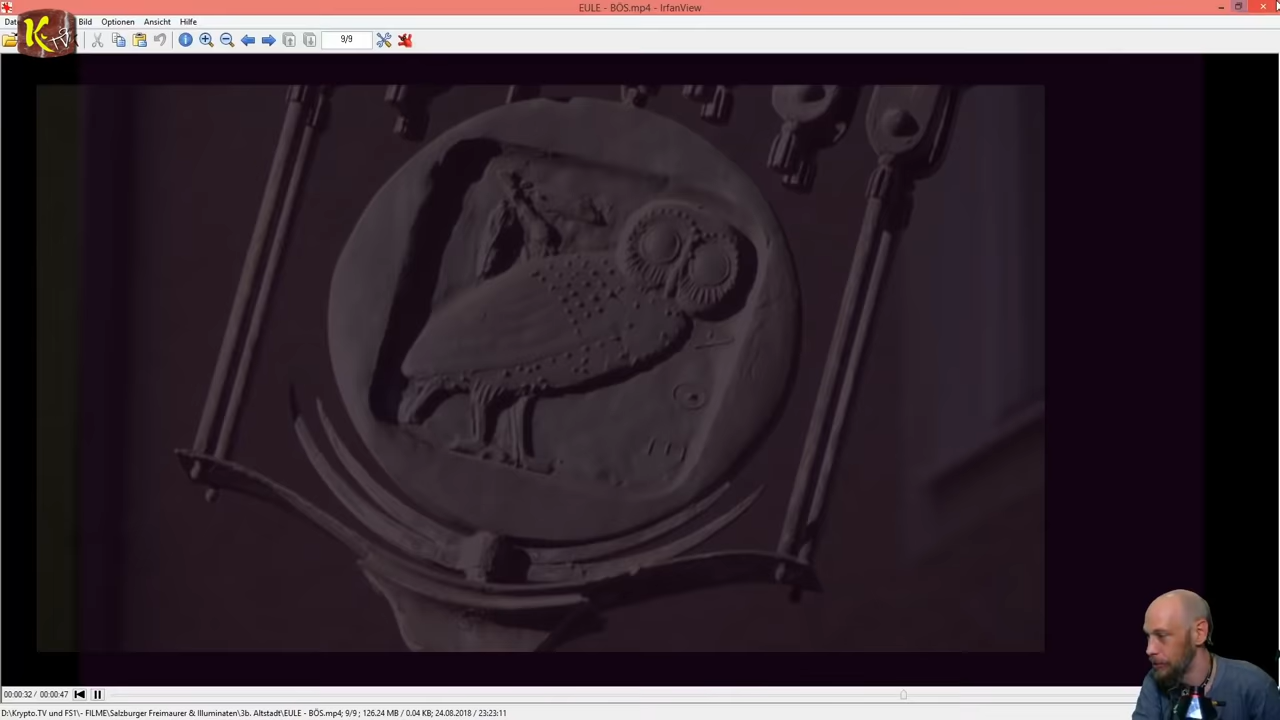 EULE - BÖS.mp4 - IrfanView
Bild Optionen Ansicht Hilfe
K-TV
9/9
00:00:32 / 00:00:47
D:\Krypto.TV und FS1\- FILME\Salzburger Freimaurer & Illuminaten\3b. Altstadt\EULE - BÖS.mp4; 9/9 ; 126.24 MB / 0.04 KB; 24.08.2018 / 23:23:11